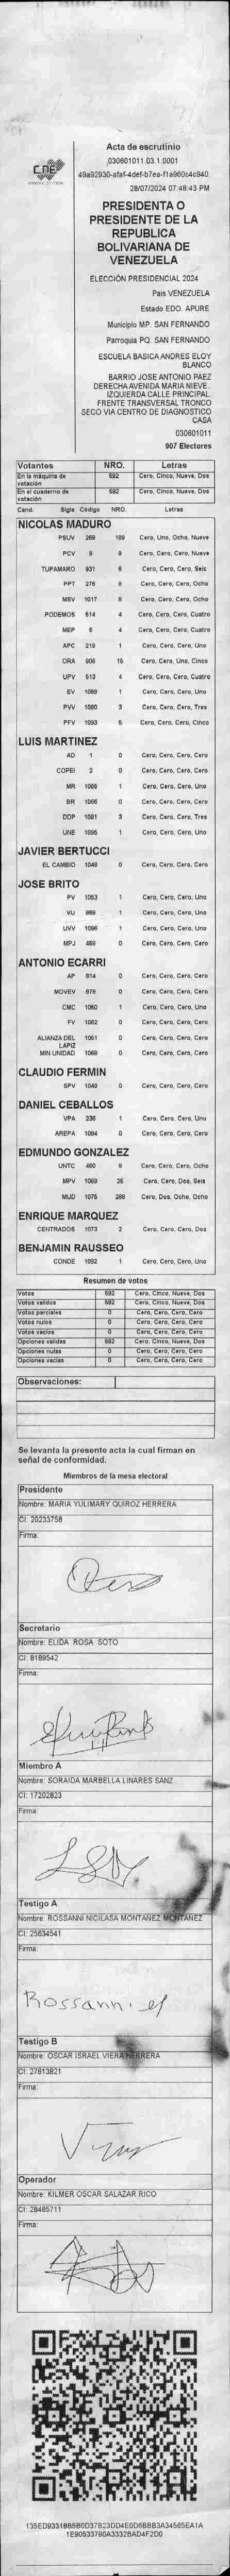 CNE
Acta de escrutinio
030601011.03.1.0001
49a92930-afaf-4def-b7ea-f1a960c4c940
28/07/2024 07:48:43 PM
PRESIDENTA O
PRESIDENTE DE LA
REPUBLICA
BOLIVARIANA DE
VENEZUELA
ELECCIÓN PRESIDENCIAL 2024
Pais VENEZUELA
Estado EDO. APURE
Municipio MP. SAN FERNANDO
Parroquia PQ. SAN FERNANDO
ESCUELA BASICA ANDRES ELOY
BLANCO
BARRIO JOSE ANTONIO PAEZ
DERECHA AVENIDA MARIA NIEVE..
IZQUIERDA CALLE PRINCIPAL.
FRENTE TRANSVERSAL TRONCO
SECO VIA CENTRO DE DIAGNOSTICO
CASA
030601011
907 Electores
Votantes NRO. Letras
En la máquina de votación 592 Cero, Cinco, Nueve, Dos
En el cuaderno de votación 592 Cero, Cinco, Nueve, Dos
Cand. Sigla Código NRO. Letras
NICOLAS MADURO
PSUV 269 189 Cero, Uno, Ocho, Nueve
PCV 9 9 Cero, Cero, Cero, Nueve
TUPAMARO 931 6 Cero, Cero, Cero, Seis
PPT 276 8 Cero, Cero, Cero, Ocho
MSV 1017 8 Cero, Cero, Cero, Ocho
PODEMOS 514 4 Cero, Cero, Cero, Cuatro
MEP 6 4 Cero, Cero, Cero, Cuatro
APC 219 1 Cero, Cero, Cero, Uno
ORA 906 15 Cero, Cero, Uno, Cinco
UPV 513 4 Cero, Cero, Cero, Cuatro
EV 1089 1 Cero, Cero, Cero, Uno
PVV 1090 3 Cero, Cero, Cero, Tres
PFV 1093 5 Cero, Cero, Cero, Cinco
LUIS MARTINEZ
AD 1 0 Cero, Cero, Cero, Cero
COPEI 2 0 Cero, Cero, Cero, Cero
MR 1066 1 Cero, Cero, Cero, Uno
BR 0 Cero, Cero, Cero, Cero
DDP 1081 3 Cero, Cero, Cero, Tres
UNE 1095 1 Cero, Cero, Cero, Uno
JAVIER BERTUCCI
EL CAMBIO 1048 0 Cero, Cero, Cero, Cero
JOSE BRITO
PV 1053 1 Cero, Cero, Cero, Uno
VU 968 1 Cero, Cero, Cero, Uno
UVV 1096 1 Cero, Cero, Cero, Uno
MPJ 459 0 Cero, Cero, Cero, Cero
ANTONIO ECARRI
AP 814 0 Cero, Cero, Cero, Cero
MOVEV 679 0 Cero, Cero, Cero, Cero
CMC 1050 1 Cero, Cero, Cero, Uno
FV 1062 0 Cero, Cero, Cero, Cero
ALIANZA DEL LAPIZ 1051 0 Cero, Cero, Cero, Cero
MIN UNIDAD 1069 0 Cero, Cero, Cero, Cero
CLAUDIO FERMIN
SPV 1049 0 Cero, Cero, Cero, Cero
DANIEL CEBALLOS
VPA 236 1 Cero, Cero, Cero, Uno
AREPA 1094 0 Cero, Cero, Cero, Cero
EDMUNDO GONZALEZ
UNTC 460 8 Cero, Cero, Cero, Ocho
MPV 1069 26 Cero, Cero, Dos, Seis
MUD 1075 288 Cero, Dos, Ocho, Ocho
ENRIQUE MARQUEZ
CENTRADOS 1073 2 Cero, Cero, Cero, Dos
BENJAMIN RAUSSEO
CONDE 1092 1 Cero, Cero, Cero, Uno
Resumen de votos
Votos 592 Cero, Cinco, Nueve, Dos
Votos validos 592 Cero, Cinco, Nueve, Dos
Votos parciales 0 Cero, Cero, Cero, Cero
Votos nulos 0 Cero, Cero, Cero, Cero
Votos vacios 0 Cero, Cero, Cero, Cero
Opciones validas 592 Cero, Cinco, Nueve, Dos
Opciones nulas 0 Cero, Cero, Cero, Cero
Opciones vacias 0 Cero, Cero, Cero, Cero
Observaciones:
Se levanta la presente acta la cual firman en
señal de conformidad.
Miembros de la mesa electoral
Presidente
Nombre: MARIA YULIMARY QUIROZ HERRERA
CI: 20233758
Firma:
Secretario
Nombre: ELIDA ROSA SOTO
CI: 8189542
Firma:
Miembro A
Nombre: SORAIDA MARBELLA LINARES SANZ
CI: 17202823
Firma:
Testigo A
Nombre: ROSSANNI NICILASA MONTAÑEZ MONTAÑEZ
CI: 25634541
Firma:
Testigo B
Nombre: OSCAR ISRAEL VIERA HERRERA
CI: 27613821
Firma:
Operador
Nombre: KILMER OSCAR SALAZAR RICO
CI: 28485711
Firma: